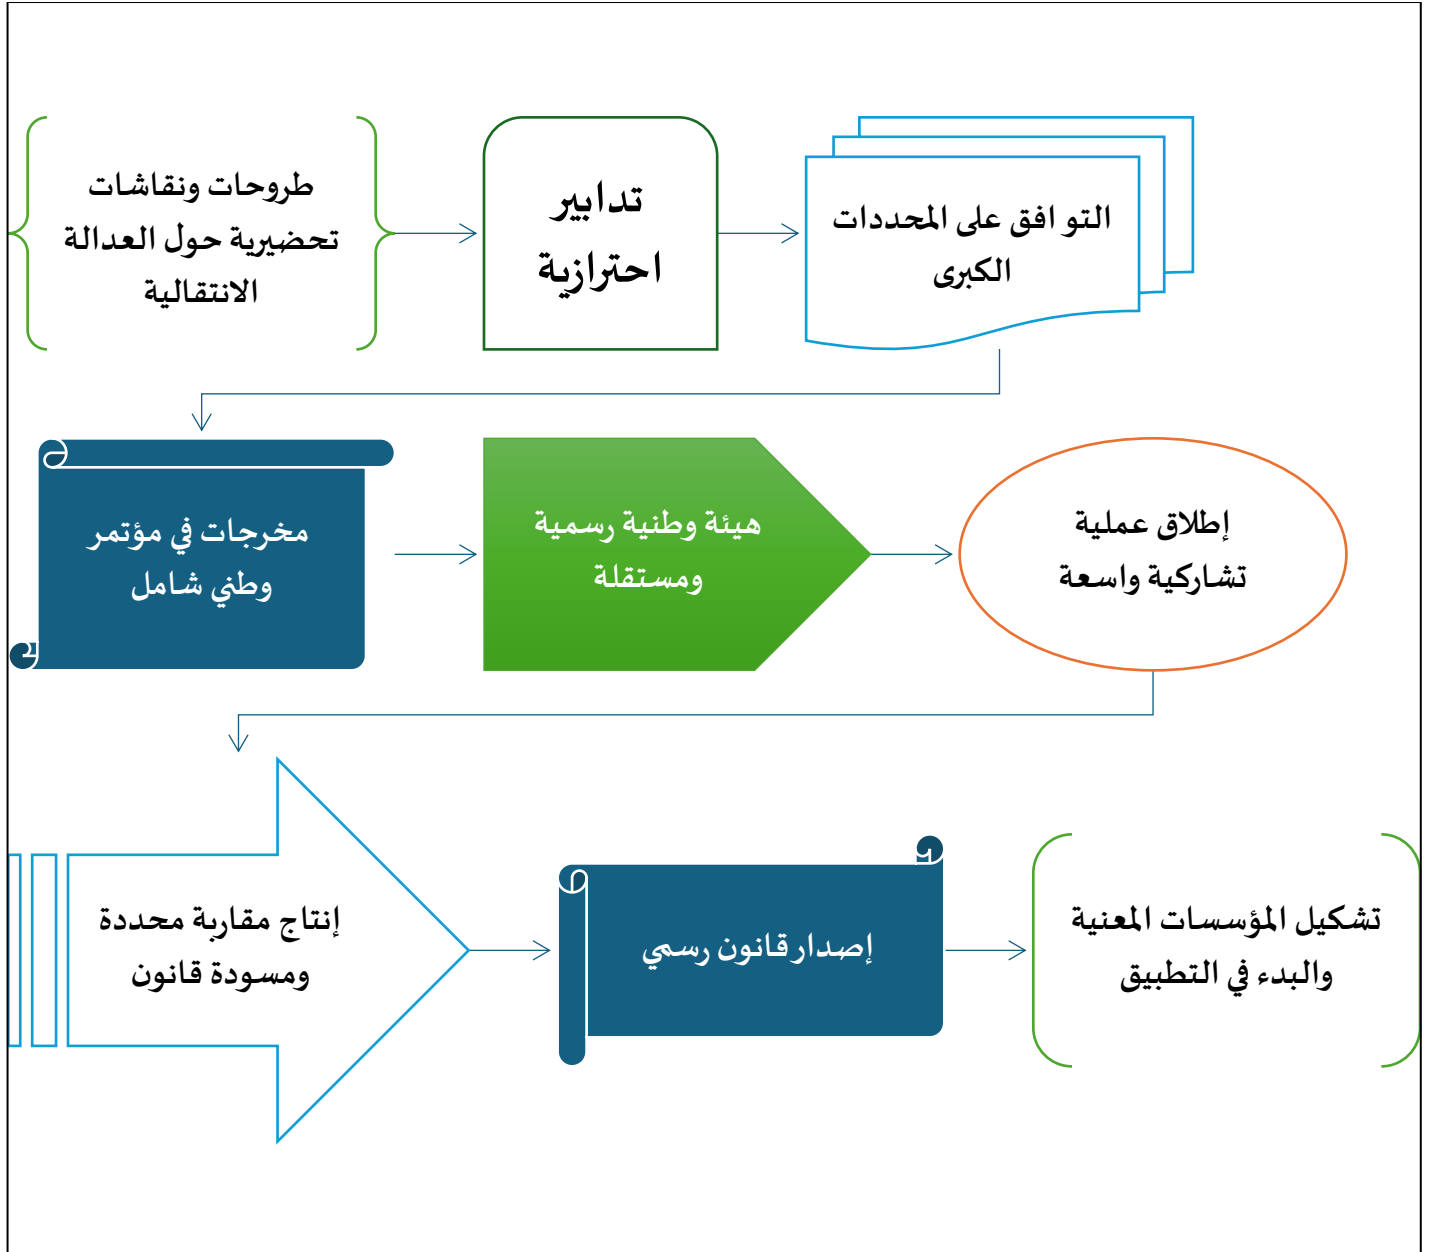 طروحات ونقاشات
تحضيرية حول العدالة
الانتقالية
تدابير
احترازية
التوافق على المحددات
الكبرى
مخرجات في مؤتمر
وطني شامل
هيئة وطنية رسمية
ومستقلة
إطلاق عملية
تشاركية واسعة
إنتاج مقاربة محددة
ومسودة قانون
إصدار قانون رسمي
تشكيل المؤسسات المعنية
والبدء في التطبيق